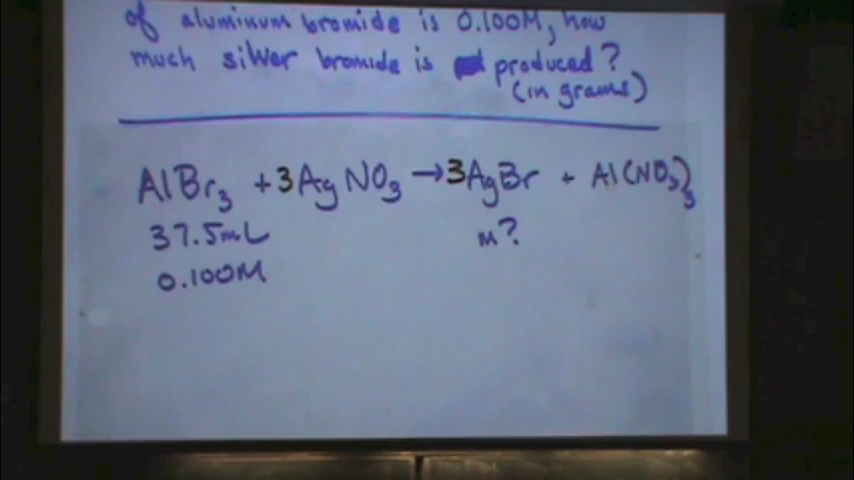 of aluminum bromide is 0.100M, how
much silver bromide is produced?
(in grams)
AlBr₃ + 3AgNO₃ → 3AgBr + Al(NO₃)₃
37.5mL m?
0.100M